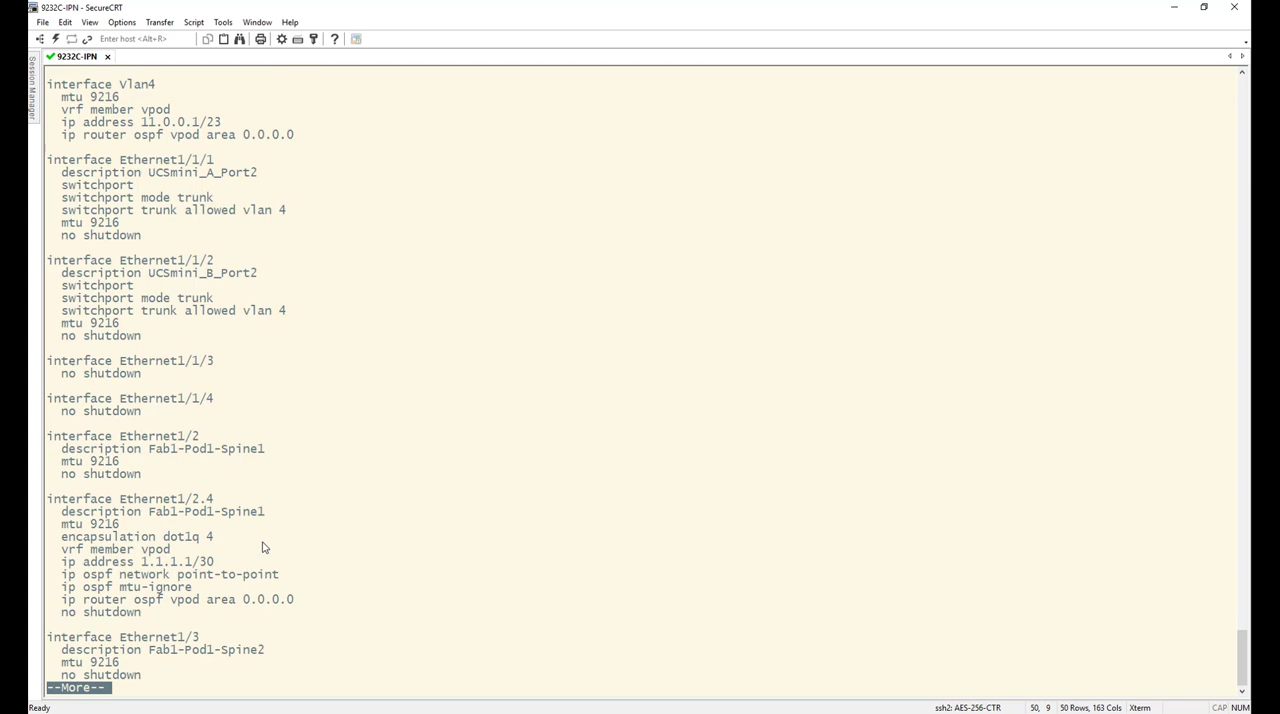 9232C-IPN - SecureCRT
File Edit View Options Transfer Script Tools Window Help
Enter host <Alt+R>
Session Manager
9232C-IPN
interface Vlan4
  mtu 9216
  vrf member vpod
  ip address 11.0.0.1/23
  ip router ospf vpod area 0.0.0.0
interface Ethernet1/1/1
  description UCSmini_A_Port2
  switchport
  switchport mode trunk
  switchport trunk allowed vlan 4
  mtu 9216
  no shutdown
interface Ethernet1/1/2
  description UCSmini_B_Port2
  switchport
  switchport mode trunk
  switchport trunk allowed vlan 4
  mtu 9216
  no shutdown
interface Ethernet1/1/3
  no shutdown
interface Ethernet1/1/4
  no shutdown
interface Ethernet1/2
  description Fab1-Pod1-Spine1
  mtu 9216
  no shutdown
interface Ethernet1/2.4
  description Fab1-Pod1-Spine1
  mtu 9216
  encapsulation dot1q 4
  vrf member vpod
  ip address 1.1.1.1/30
  ip ospf network point-to-point
  ip ospf mtu-ignore
  ip router ospf vpod area 0.0.0.0
  no shutdown
interface Ethernet1/3
  description Fab1-Pod1-Spine2
  mtu 9216
  no shutdown
--More--
Ready ssh2: AES-256-CTR 50, 9 50 Rows, 163 Cols Xterm CAP NUM